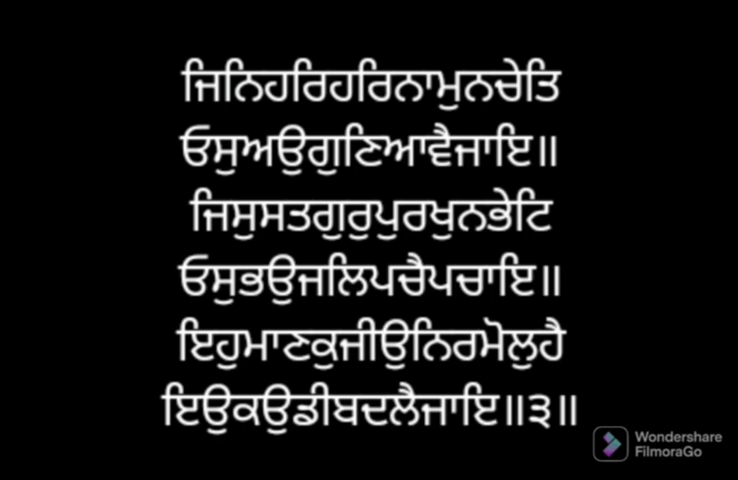 ਜਿਨਿਹਰਿਹਰਿਨਾਮੁਨਚੇਤਿ
ਓਸੁਅਉਗੁਣਿਆਵੈਜਾਇ॥
ਜਿਸੁਸਤਗੁਰੁਪੁਰਖੁਨਭੇਟਿ
ਓਸੁਭਉਜਲਿਪਚੈਪਚਾਇ॥
ਇਹੁਮਾਣਕੁਜੀਉਨਿਰਮੋਲੁਹੈ
ਇਉਕਉਡੀਬਦਲੈਜਾਇ॥੩॥
Wondershare
FilmoraGo